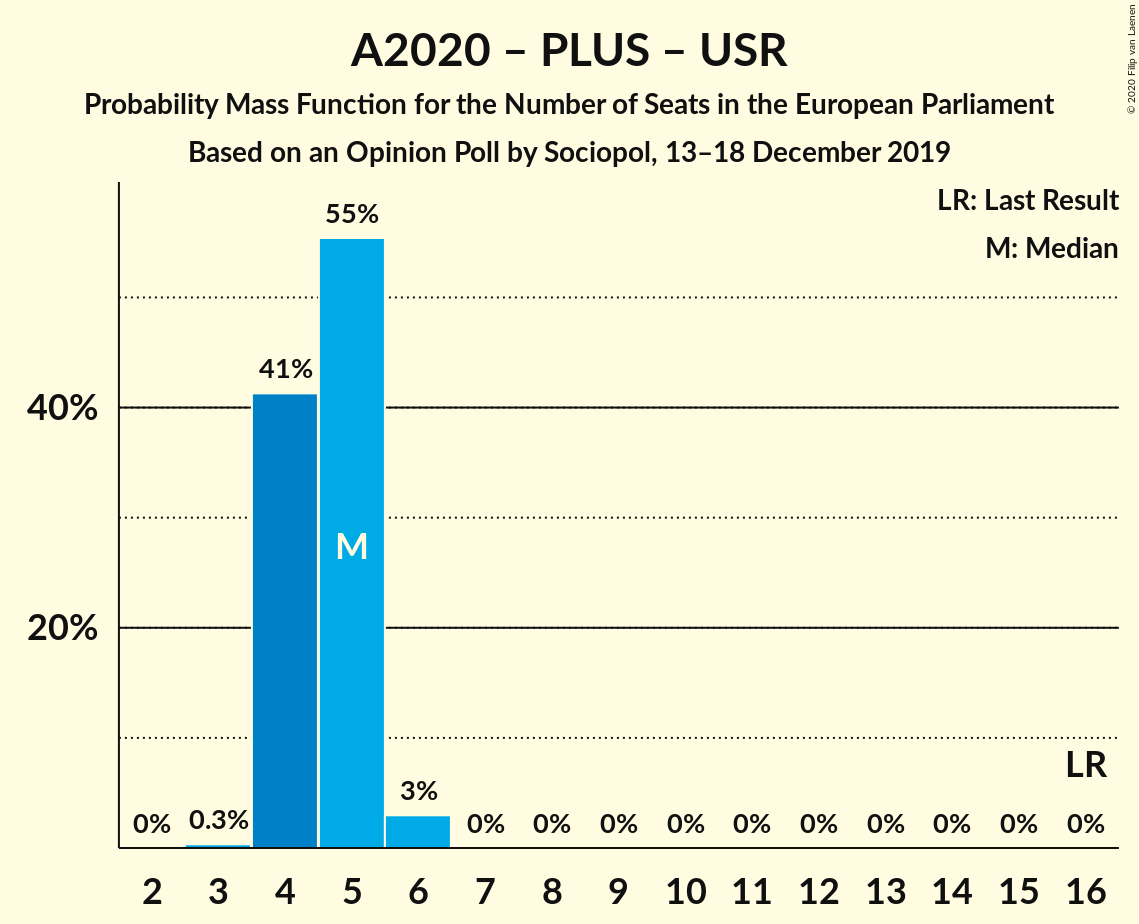 A2020 – PLUS – USR
Probability Mass Function for the Number of Seats in the European Parliament
Based on an Opinion Poll by Sociopol, 13–18 December 2019
© 2020 Filip van Laenen
LR: Last Result
M: Median
55%
41%
40%
M
20%
LR
3%
0% 0.3% 0% 0% 0% 0% 0% 0% 0% 0% 0% 0%
2 3 4 5 6 7 8 9 10 11 12 13 14 15 16